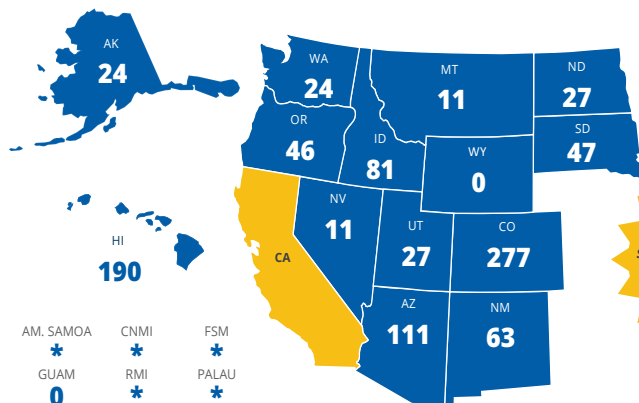 AK
24
WA
24
MT
11
ND
27
OR
46
ID
81
SD
47
WY
0
HI
190
NV
11
UT
27
CO
277
CA
AZ
111
NM
63
AM. SAMOA
*
CNMI
*
FSM
*
GUAM
0
RMI
*
PALAU
*